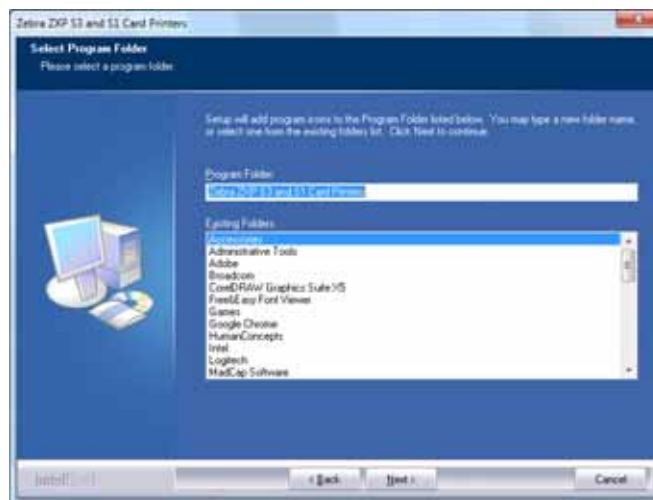 Zebra ZXP S3 and S1 Card Printers
Select Program Folder
Please select a program folder.
Setup will add program icons to the Program Folder listed below. You may type a new folder name,
or select one from the existing folders list. Click Next to continue.
Program Folder:
Zebra ZXP S3 and S1 Card Printers
Existing Folders:
Accessories
Administrative Tools
Adobe
Broadcom
CorelDRAW Graphics Suite X5
Free&Easy Font Viewer
Games
Google Chrome
HumanConcepts
Intel
Logitech
MadCap Software
< Back
Next >
Cancel